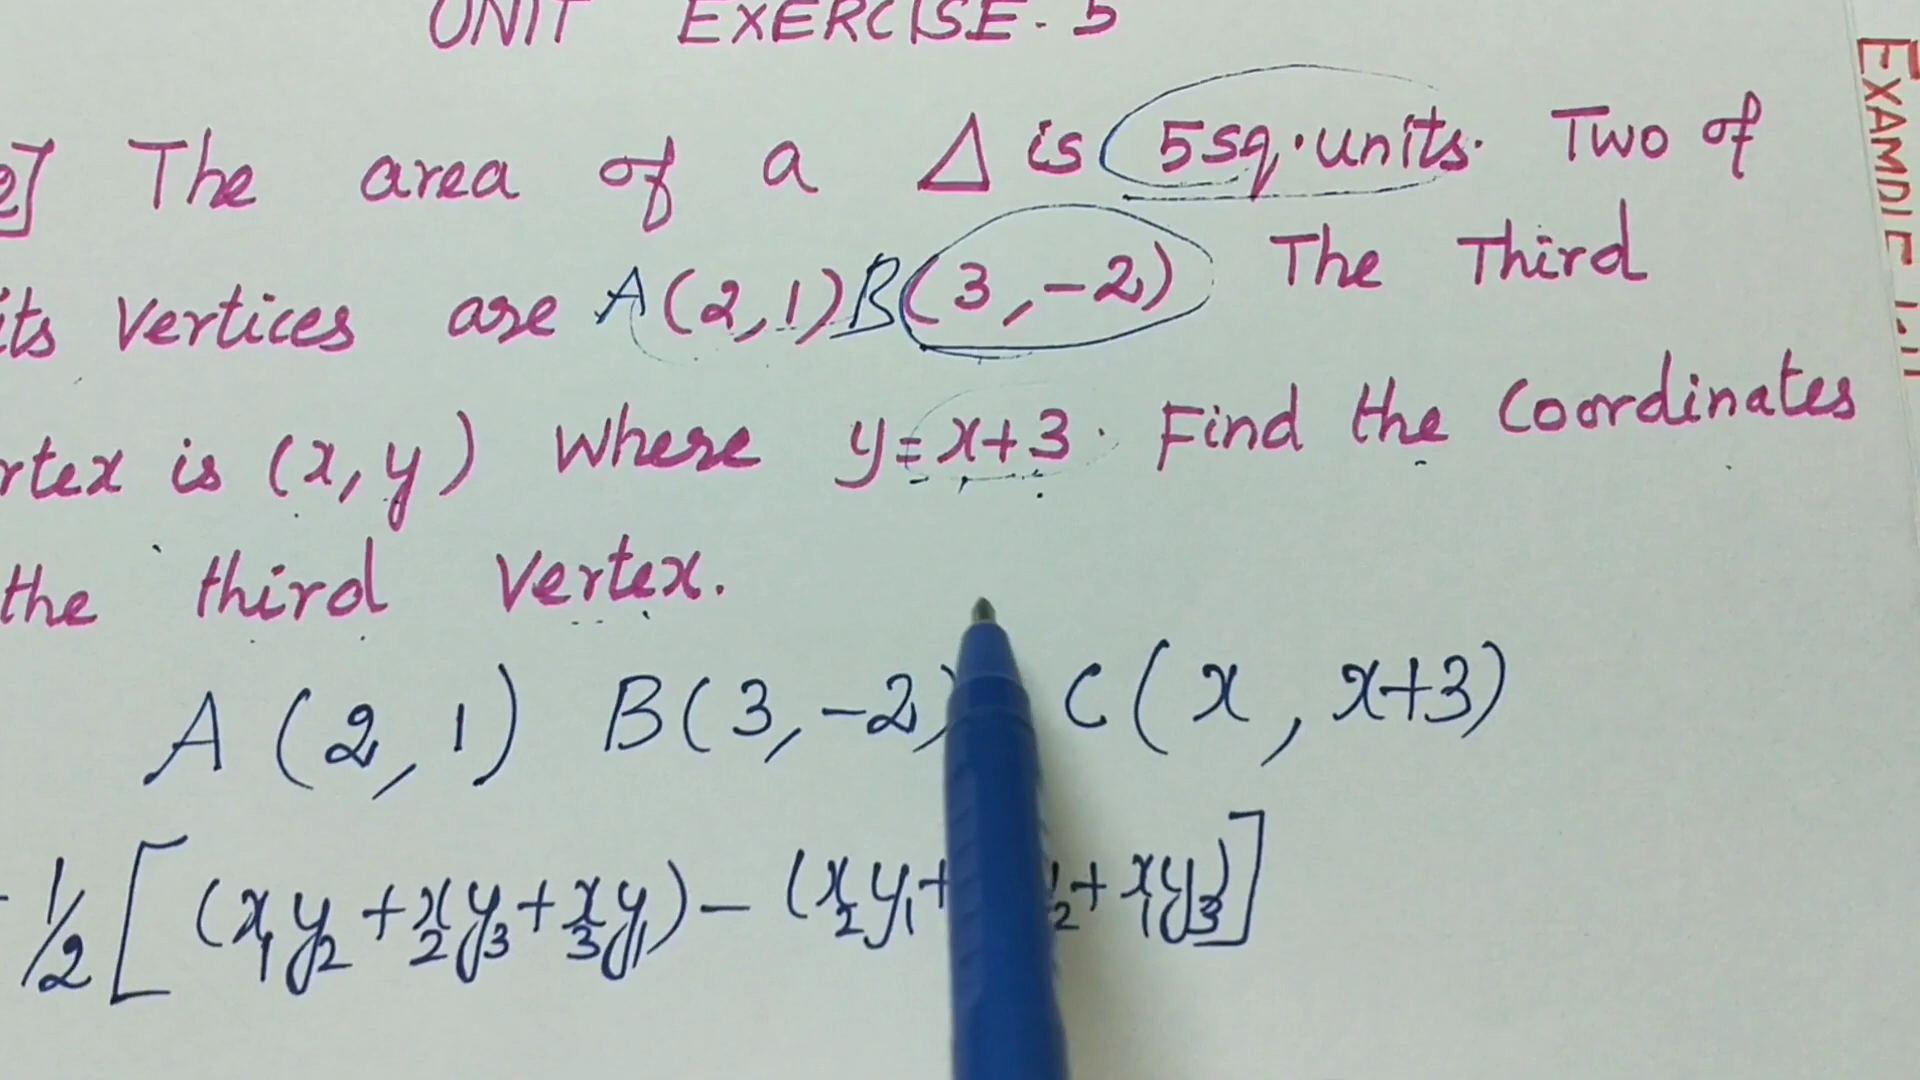 UNIT EXERCISE-5
The area of a Δ is 5sq.units. Two of
its vertices are A(2,1) B(3,-2) The Third
is (x,y) where y=x+3. Find the coordinates
the third vertex.
A(2,1) B(3,-2) C(x, x+3)
1/2[(x₁y₂+x₂y₃+x₃y₁)-(x₂y₁+ ₂+x₁y₃)]